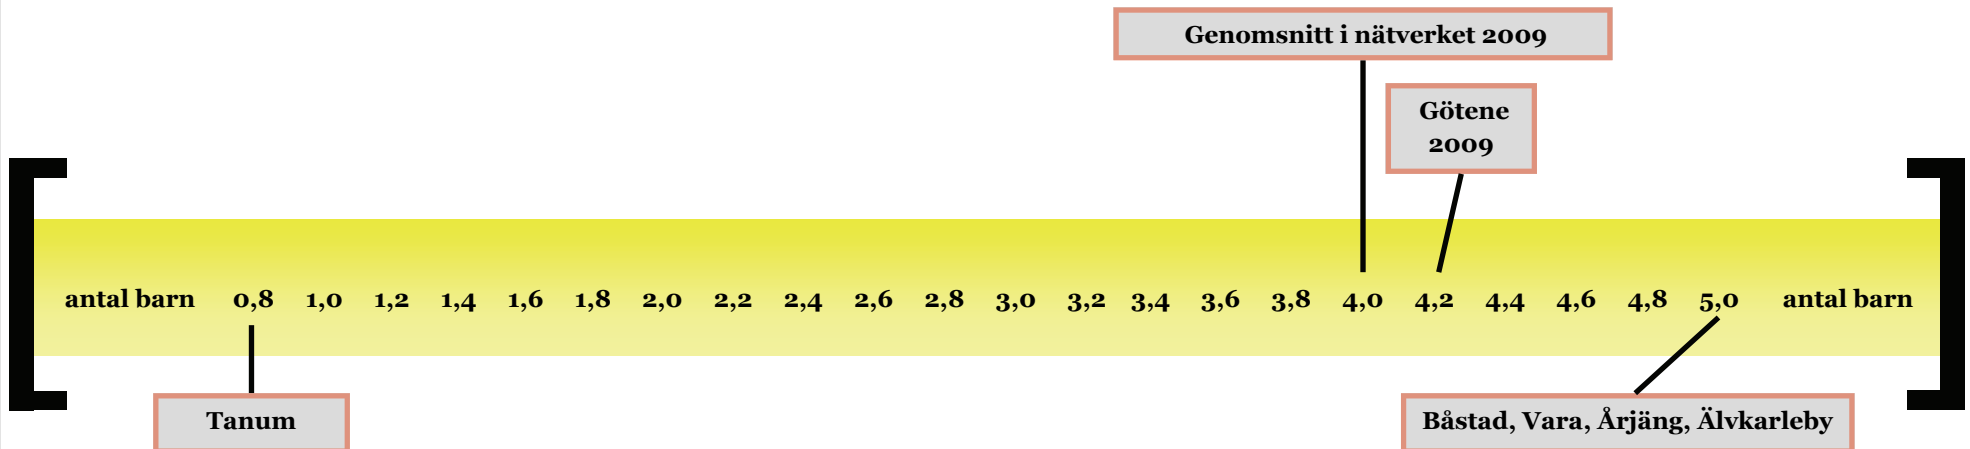 Genomsnitt i nätverket 2009
Götene
2009
antal barn 0,8 1,0 1,2 1,4 1,6 1,8 2,0 2,2 2,4 2,6 2,8 3,0 3,2 3,4 3,6 3,8 4,0 4,2 4,4 4,6 4,8 5,0 antal barn
Tanum
Båstad, Vara, Årjäng, Älvkarleby